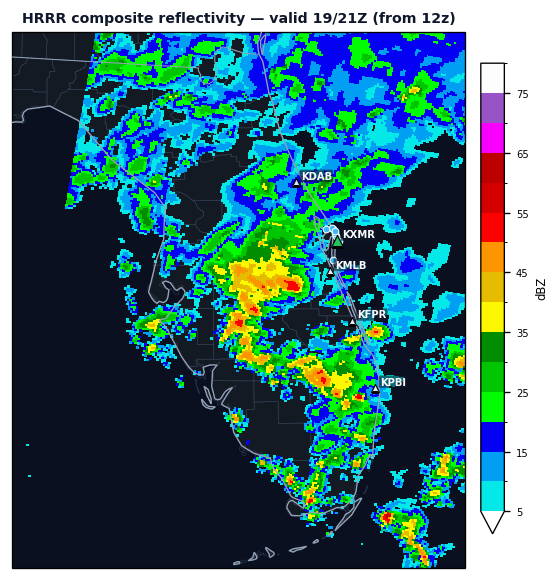 HRRR composite reflectivity — valid 19/21Z (from 12z)
75
65
55
45
35
25
15
5
dBZ
KDAB
KXMR
KMLB
KFPR
KPBI